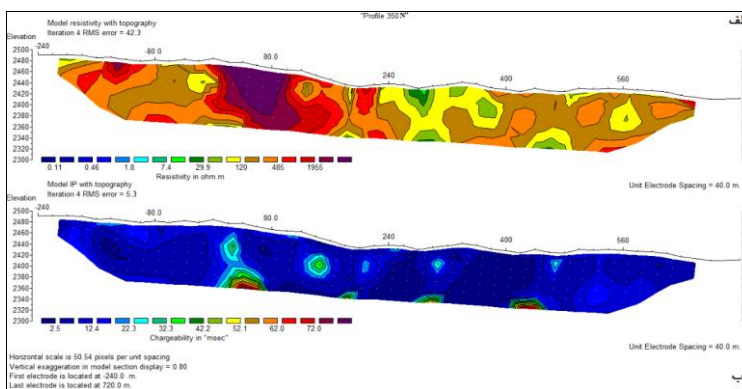 "Profile 350N"
الف
Model resistivity with topography
Iteration 4 RMS error = 42.3
Elevation
-240
-80.0
80.0
240
400
560
2500
2480
2460
2440
2420
2400
2380
2360
2340
2320
2300
0.11 0.46 1.8 7.4 29.9 120 485 1955
Resistivity in ohm.m
Unit Electrode Spacing = 40.0 m.
Model IP with topography
Iteration 4 RMS error = 5.3
Elevation
-240
-80.0
80.0
240
400
560
2500
2480
2460
2440
2420
2400
2380
2360
2340
2320
2300
2.5 12.4 22.3 32.3 42.2 52.1 62.0 72.0
Chargeability in "msec"
Unit Electrode Spacing = 40.0 m.
Horizontal scale is 50.54 pixels per unit spacing
Vertical exaggeration in model section display = 0.80
First electrode is located at -240.0 m.
Last electrode is located at 720.0 m.
ب